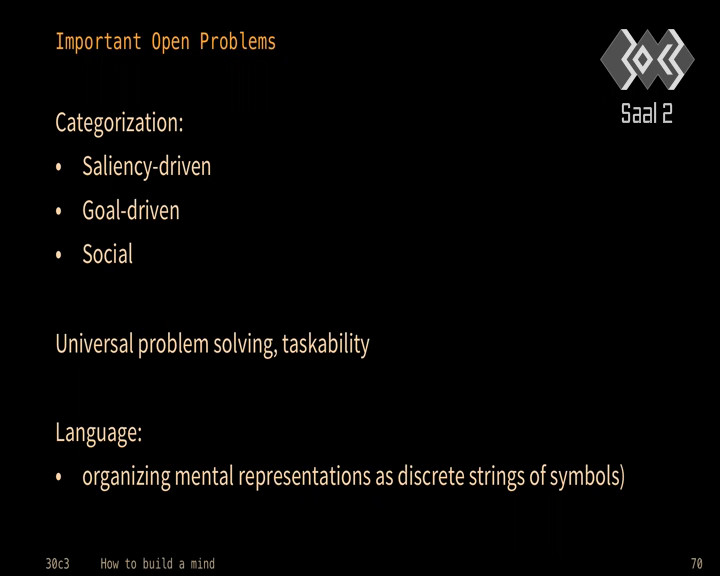 Important Open Problems
Saal 2
Categorization:
• Saliency-driven
• Goal-driven
• Social
Universal problem solving, taskability
Language:
• organizing mental representations as discrete strings of symbols)
30c3 How to build a mind 70